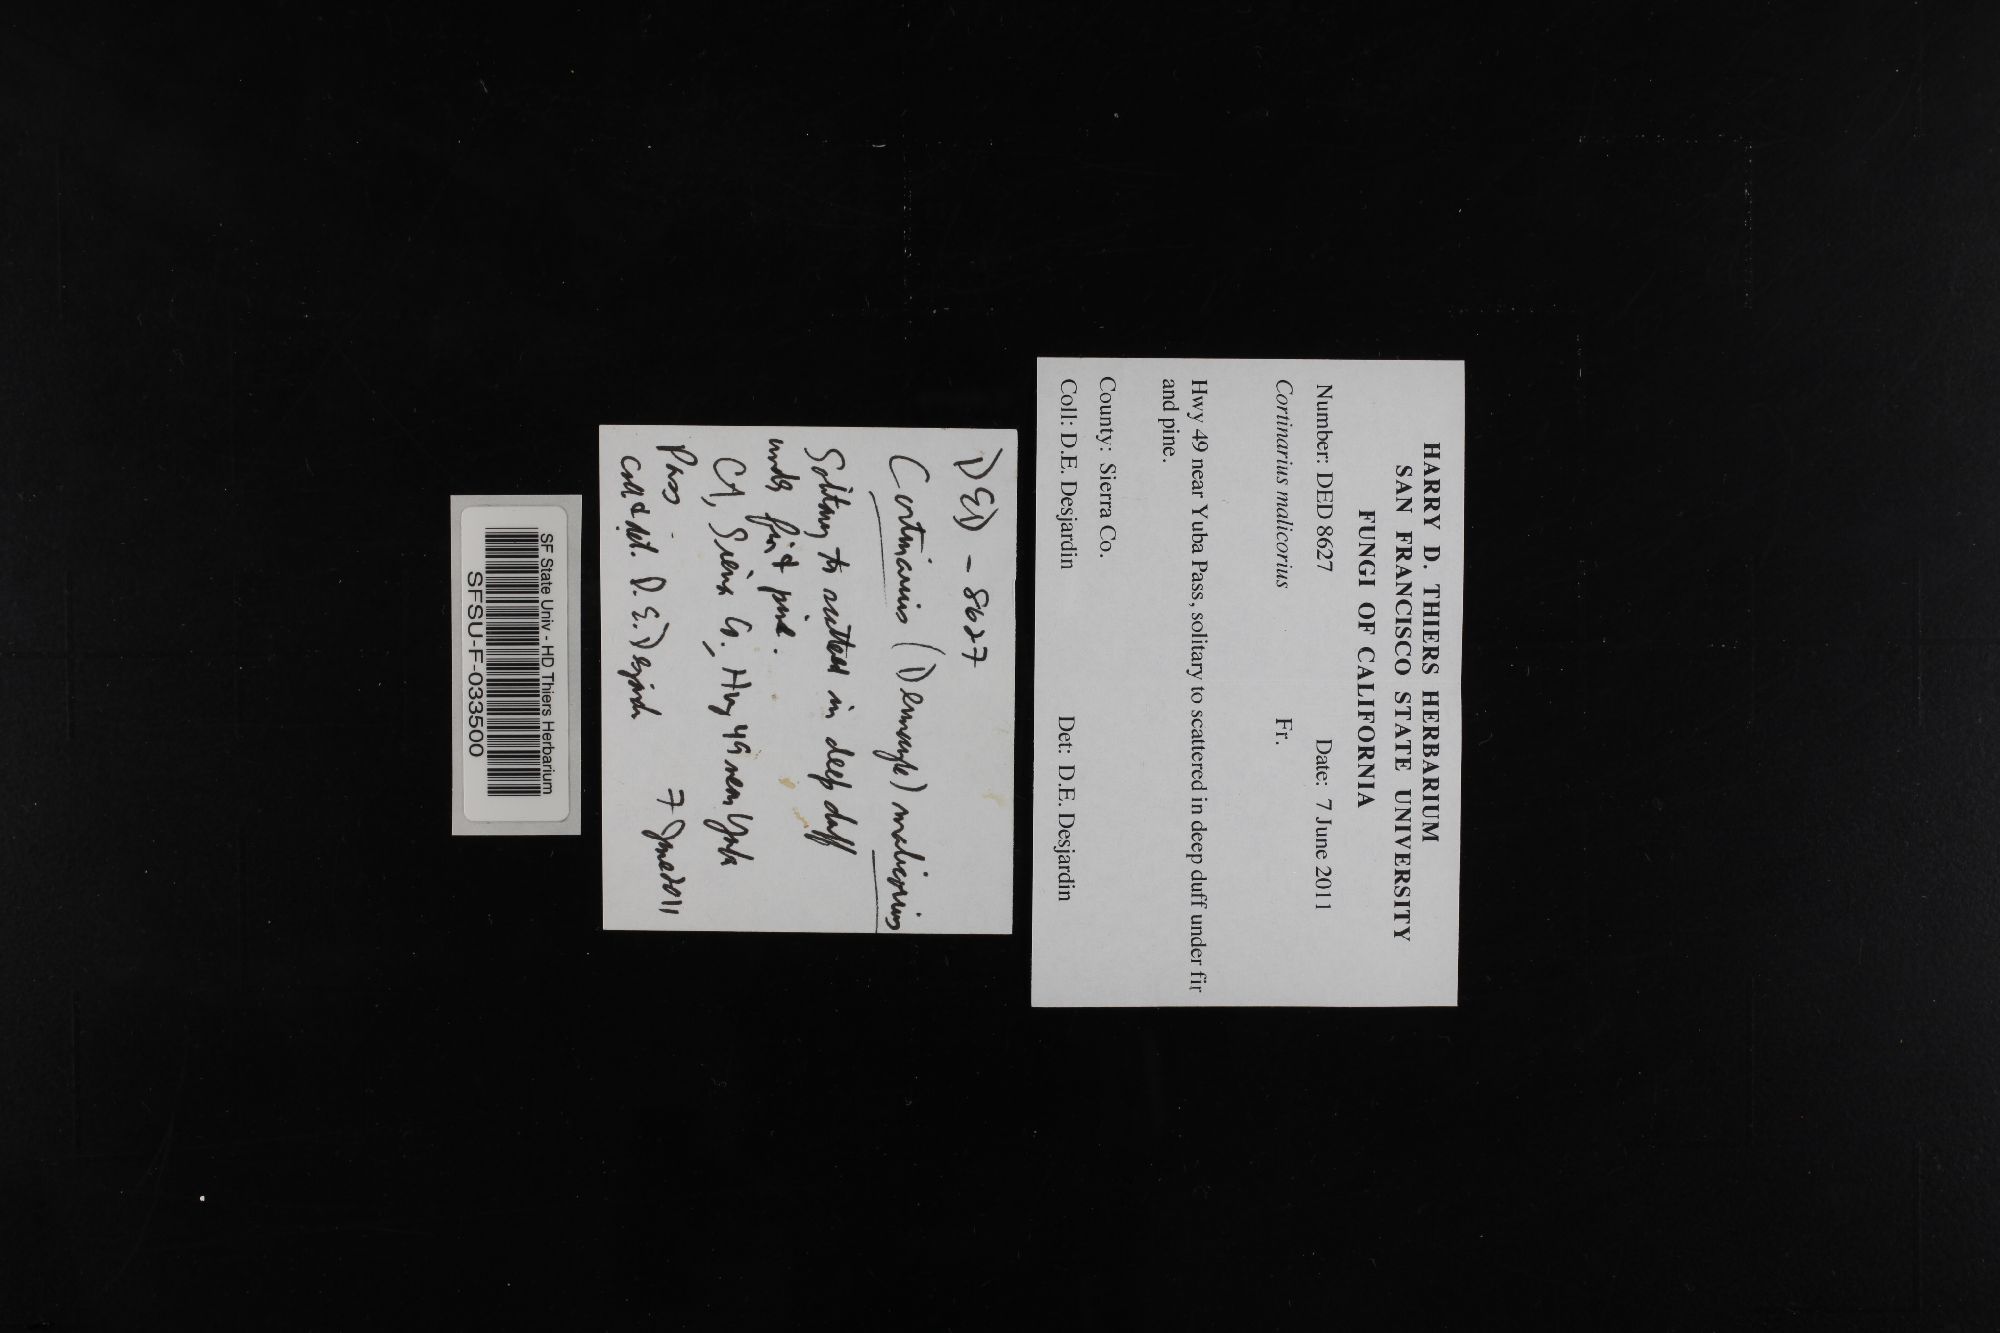 HARRY D. THIERS HERBARIUM
SAN FRANCISCO STATE UNIVERSITY
FUNGI OF CALIFORNIA
Number: DED 8627 Date: 7 June 2011
Cortinarius malicorius Fr.
Hwy 49 near Yuba Pass, solitary to scattered in deep duff under fir
and pine.
County: Sierra Co.
Coll: D.E. Desjardin Det: D.E. Desjardin
DED - 8627
Cortinarius (Dermocybe) malicorius
Solitary to scattered in deep duff
under fir & pine.
CA, Sierra Co., Hwy 49 near Yuba
Pass 7 June 2011
coll & det. D.E. Desjardin
SF State Univ - HD Thiers Herbarium
SFSU-F-033500